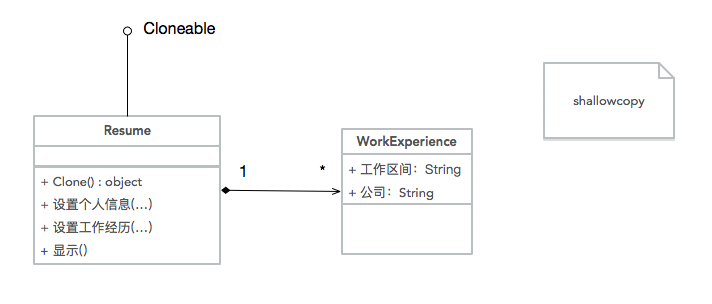 Cloneable
Resume
+ Clone() : object
+ 设置个人信息(...)
+ 设置工作经历(...)
+ 显示()
1
*
WorkExperience
+ 工作区间：String
+ 公司：String
shallowcopy